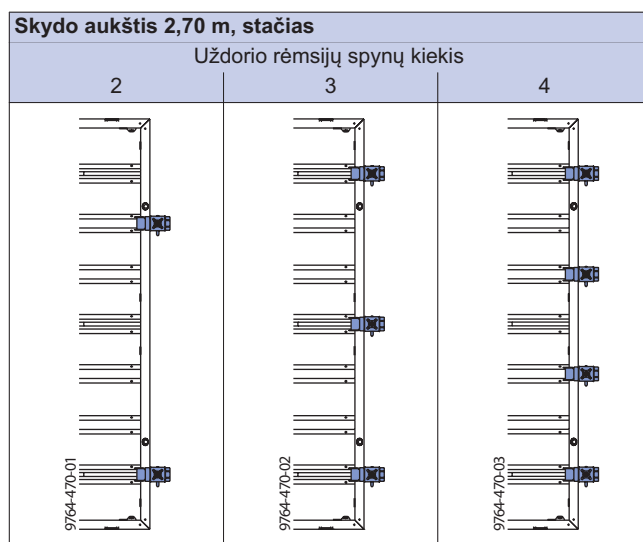 Skydo aukštis 2,70 m, stačias
Uždorio rėmsijų spynų kiekis
2 3 4
9764-470-01
9764-470-02
9764-470-03